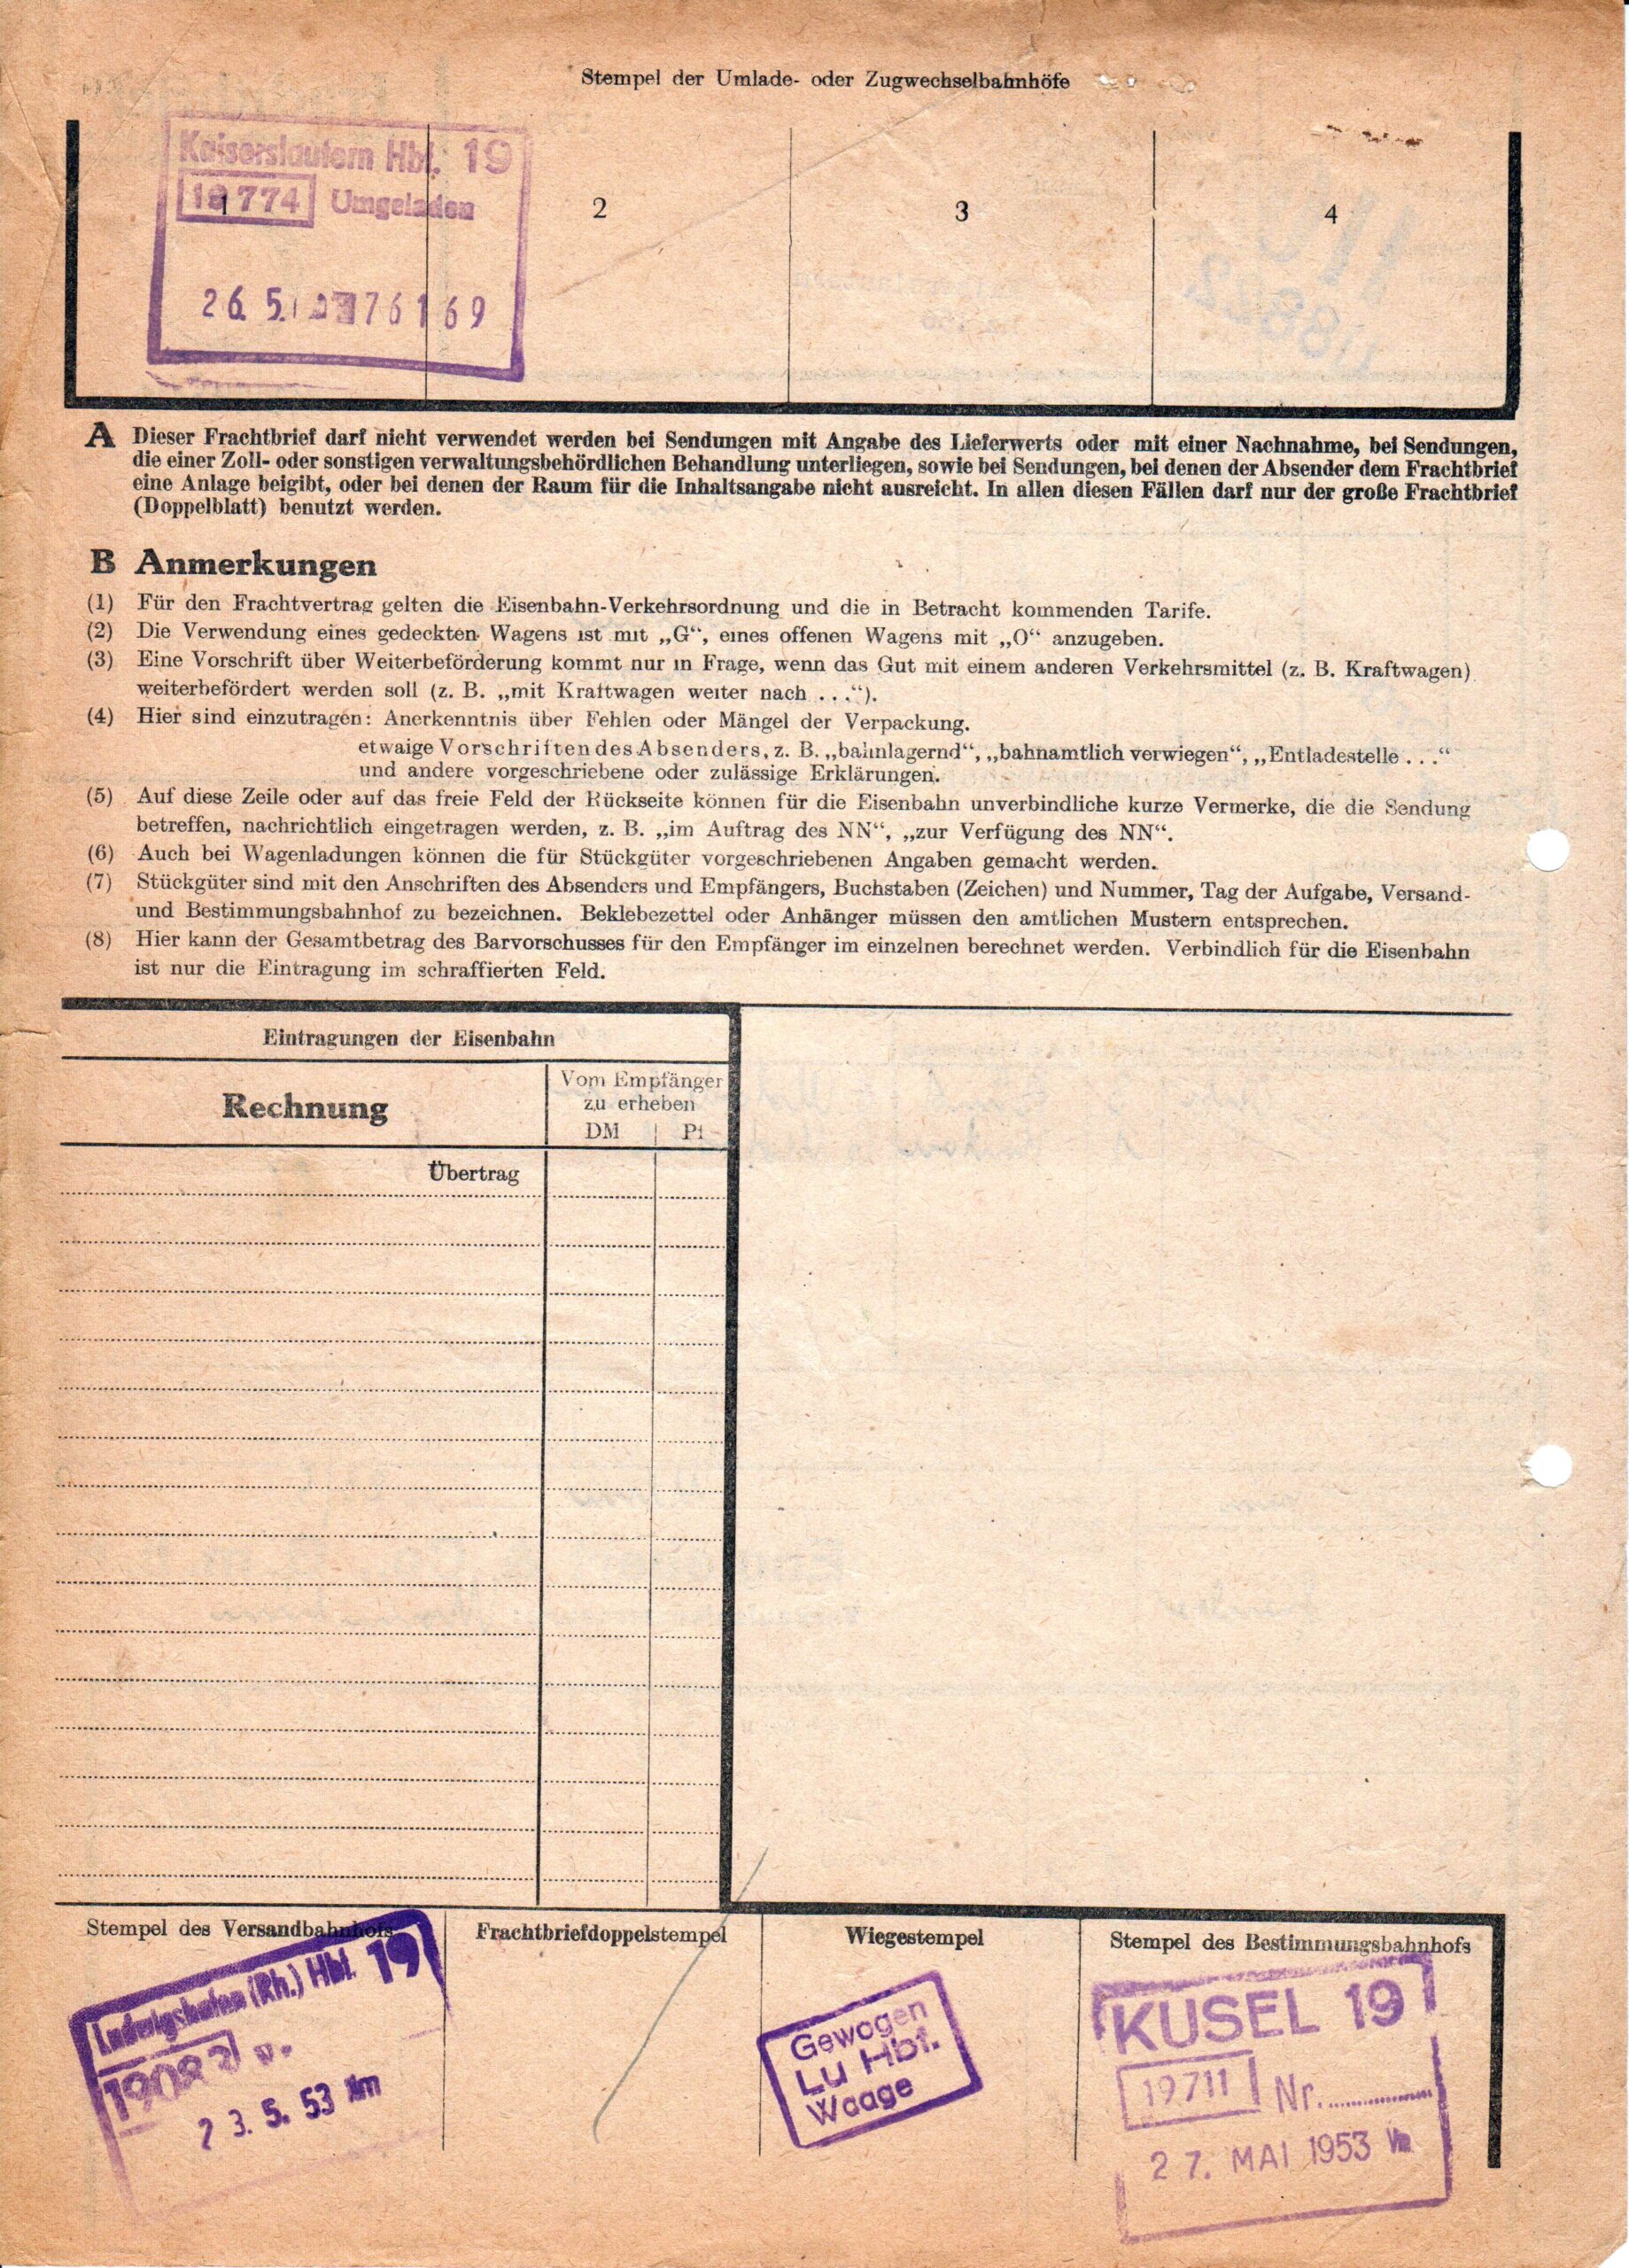 Stempel der Umlade- oder Zugwechselbahnhöfe
Kaiserslautern Hbf. 19
19774 Umgeladen
1
2
3
4
26. 5.
76169
A Dieser Frachtbrief darf nicht verwendet werden bei Sendungen mit Angabe des Lieferwerts oder mit einer Nachnahme, bei Sendungen,
die einer Zoll- oder sonstigen verwaltungsbehördlichen Behandlung unterliegen, sowie bei Sendungen, bei denen der Absender dem Frachtbrief
eine Anlage beigibt, oder bei denen der Raum für die Inhaltsangabe nicht ausreicht. In allen diesen Fällen darf nur der große Frachtbrief
(Doppelblatt) benutzt werden.
B Anmerkungen
(1) Für den Frachtvertrag gelten die Eisenbahn-Verkehrsordnung und die in Betracht kommenden Tarife.
(2) Die Verwendung eines gedeckten Wagens ist mit „G“, eines offenen Wagens mit „O“ anzugeben.
(3) Eine Vorschrift über Weiterbeförderung kommt nur in Frage, wenn das Gut mit einem anderen Verkehrsmittel (z. B. Kraftwagen)
weiterbefördert werden soll (z. B. „mit Kraftwagen weiter nach . . .“).
(4) Hier sind einzutragen: Anerkenntnis über Fehlen oder Mängel der Verpackung.
etwaige Vorschriften des Absenders, z. B. „bahnlagernd“, „bahnamtlich verwiegen“, „Entladestelle . . .“
und andere vorgeschriebene oder zulässige Erklärungen.
(5) Auf diese Zeile oder auf das freie Feld der Rückseite können für die Eisenbahn unverbindliche kurze Vermerke, die die Sendung
betreffen, nachrichtlich eingetragen werden, z. B. „im Auftrag des NN“, „zur Verfügung des NN“.
(6) Auch bei Wagenladungen können die für Stückgüter vorgeschriebenen Angaben gemacht werden.
(7) Stückgüter sind mit den Anschriften des Absenders und Empfängers, Buchstaben (Zeichen) und Nummer, Tag der Aufgabe, Versand-
und Bestimmungsbahnhof zu bezeichnen. Beklebezettel oder Anhänger müssen den amtlichen Mustern entsprechen.
(8) Hier kann der Gesamtbetrag des Barvorschusses für den Empfänger im einzelnen berechnet werden. Verbindlich für die Eisenbahn
ist nur die Eintragung im schraffierten Feld.
Eintragungen der Eisenbahn
Rechnung
Vom Empfänger
zu erheben
DM Pf
Übertrag
Stempel des Versandbahnhofs
Ludwigshafen (Rh.) Hbf. 19
v.
23. 5. 53 Nm
Frachtbriefdoppelstempel
Wiegestempel
Gewogen
Lu Hbf.
Waage
Stempel des Bestimmungsbahnhofs
KUSEL 19
19711 Nr.
27. MAI 1953 Vm